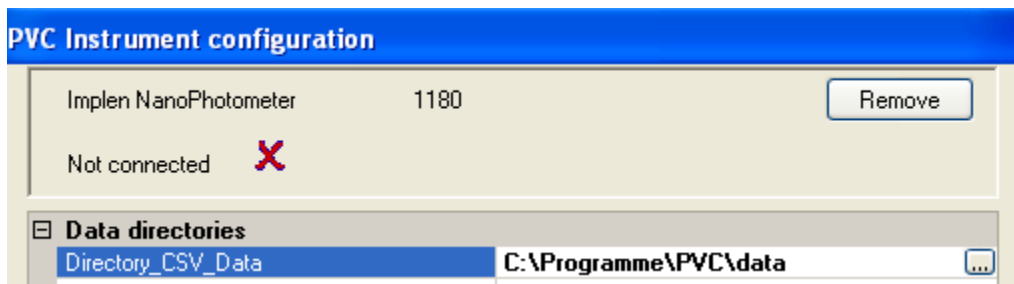 PVC Instrument configuration
Implen NanoPhotometer 1180 Remove
Not connected
Data directories
Directory_CSV_Data C:\Programme\PVC\data ...